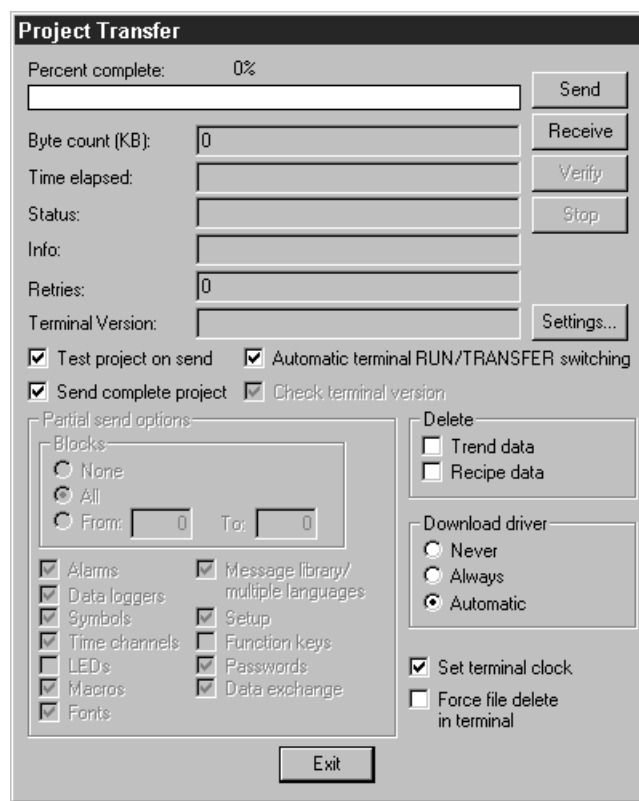 Project Transfer
Percent complete: 0%
Send
Byte count (KB): 0
Receive
Time elapsed:
Verify
Status:
Stop
Info:
Retries: 0
Terminal Version:
Settings...
Test project on send Automatic terminal RUN/TRANSFER switching
Send complete project Check terminal version
Partial send options
Blocks
None
All
From: 0 To: 0
Alarms
Data loggers
Symbols
Time channels
LEDs
Macros
Fonts
Message library/
multiple languages
Setup
Function keys
Passwords
Data exchange
Delete
Trend data
Recipe data
Download driver
Never
Always
Automatic
Set terminal clock
Force file delete
in terminal
Exit